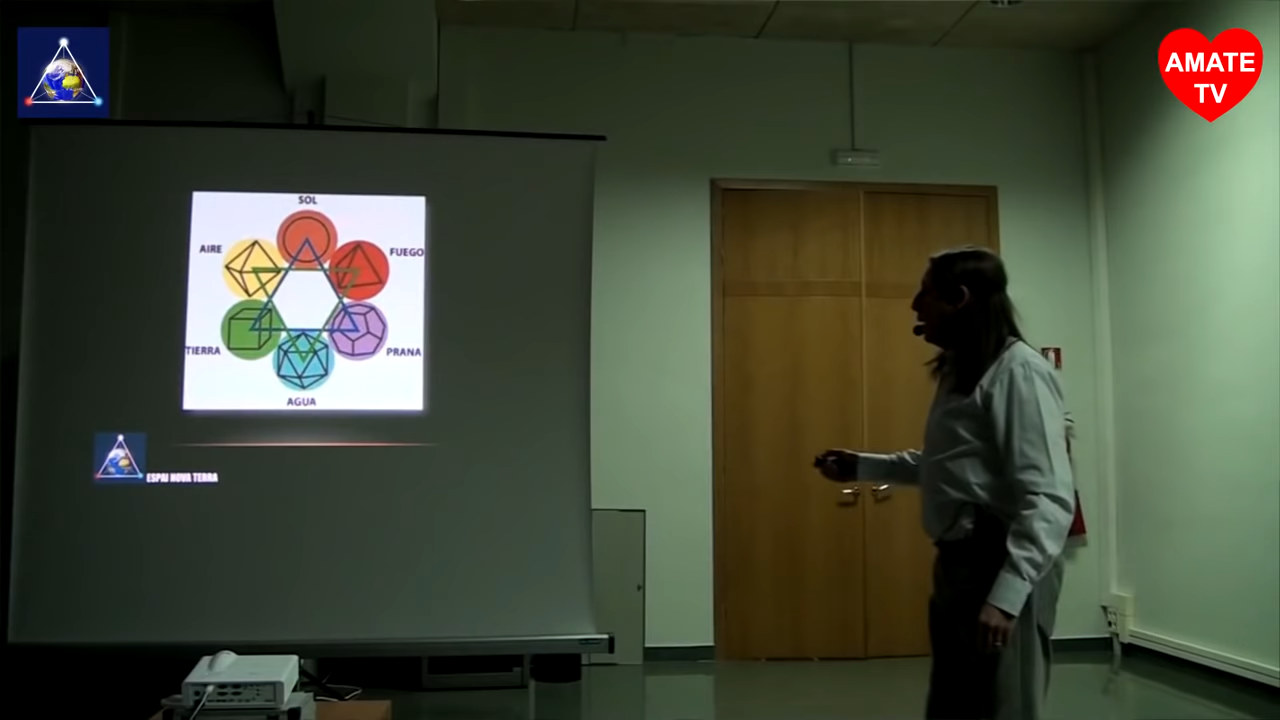 AMATE
TV
SOL
AIRE
FUEGO
TIERRA
PRANA
AGUA
ESPAI NOVA TERRA